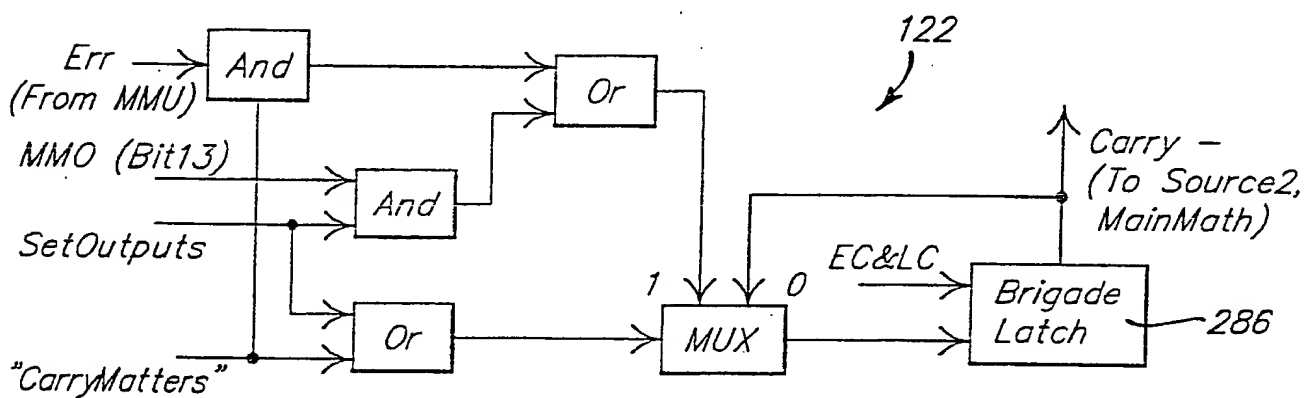 122
Err
(From MMU)
And
Or
MMO (Bit13)
And
SetOutputs
Carry -
(To Source2,
MainMath)
EC&LC
1
0
Or
MUX
Brigade
Latch
286
"CarryMatters"